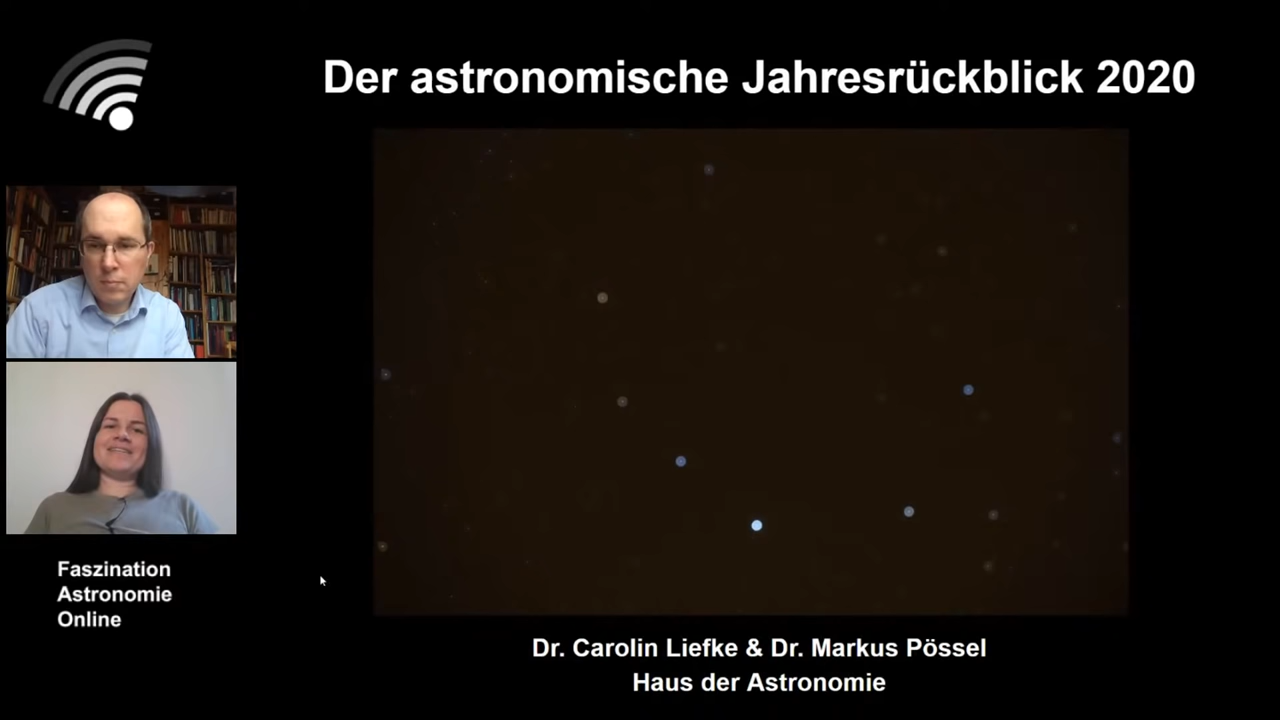 Der astronomische Jahresrückblick 2020
Faszination
Astronomie
Online
Dr. Carolin Liefke & Dr. Markus Pössel
Haus der Astronomie